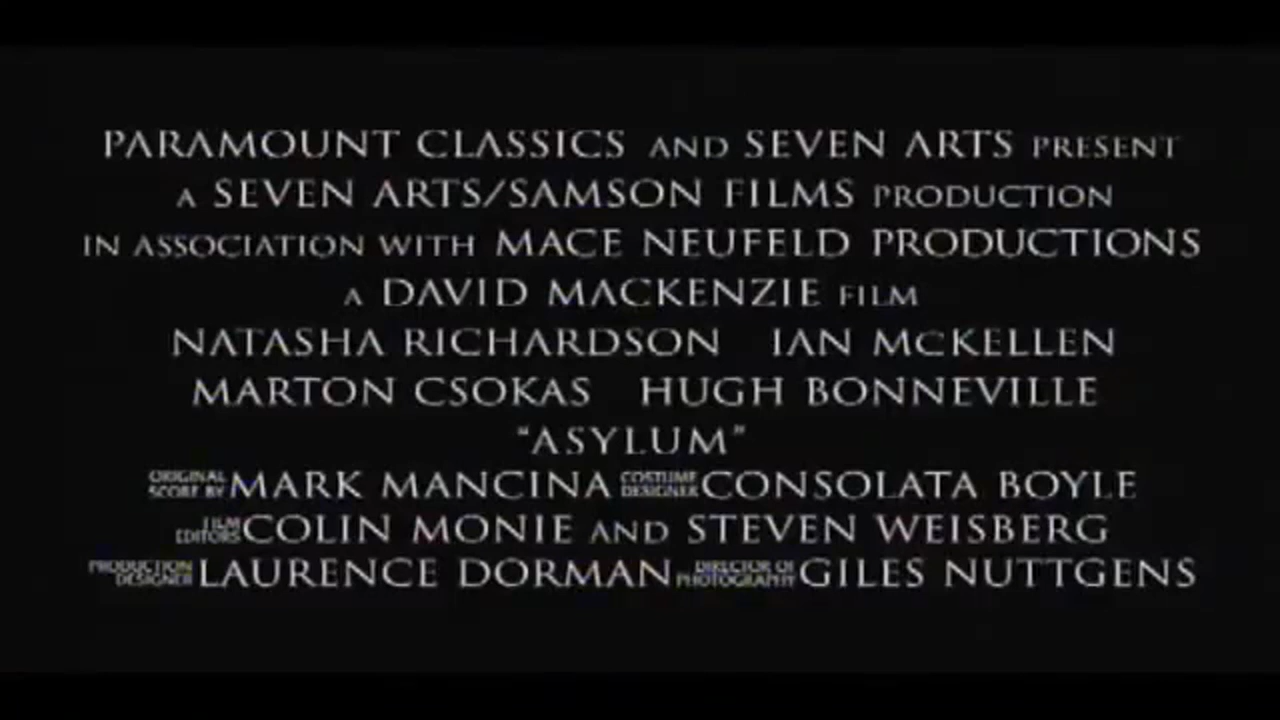 PARAMOUNT CLASSICS AND SEVEN ARTS PRESENT
A SEVEN ARTS/SAMSON FILMS PRODUCTION
IN ASSOCIATION WITH MACE NEUFELD PRODUCTIONS
A DAVID MACKENZIE FILM
NATASHA RICHARDSON IAN McKELLEN
MARTON CSOKAS HUGH BONNEVILLE
"ASYLUM"
ORIGINAL SCORE BY MARK MANCINA COSTUME DESIGNER CONSOLATA BOYLE
FILM EDITORS COLIN MONIE AND STEVEN WEISBERG
PRODUCTION DESIGNER LAURENCE DORMAN DIRECTOR OF PHOTOGRAPHY GILES NUTTGENS